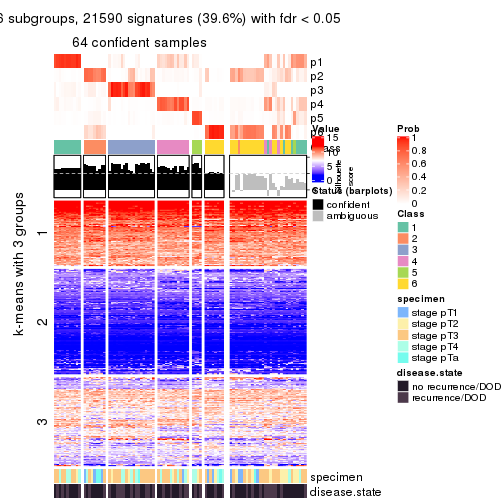 6 subgroups, 21590 signatures (39.6%) with fdr < 0.05
64 confident samples
p1
p2
p3
p4
p5
k-means with 3 groups
1
2
3
Value
15
10
5
0
Silhouette
score
Status (barplots)
confident
ambiguous
Prob
1
0.8
0.6
0.4
0.2
0
Class
1
2
3
4
5
6
specimen
stage pT1
stage pT2
stage pT3
stage pT4
stage pTa
disease.state
no recurrence/DOD
recurrence/DOD
specimen
disease.state